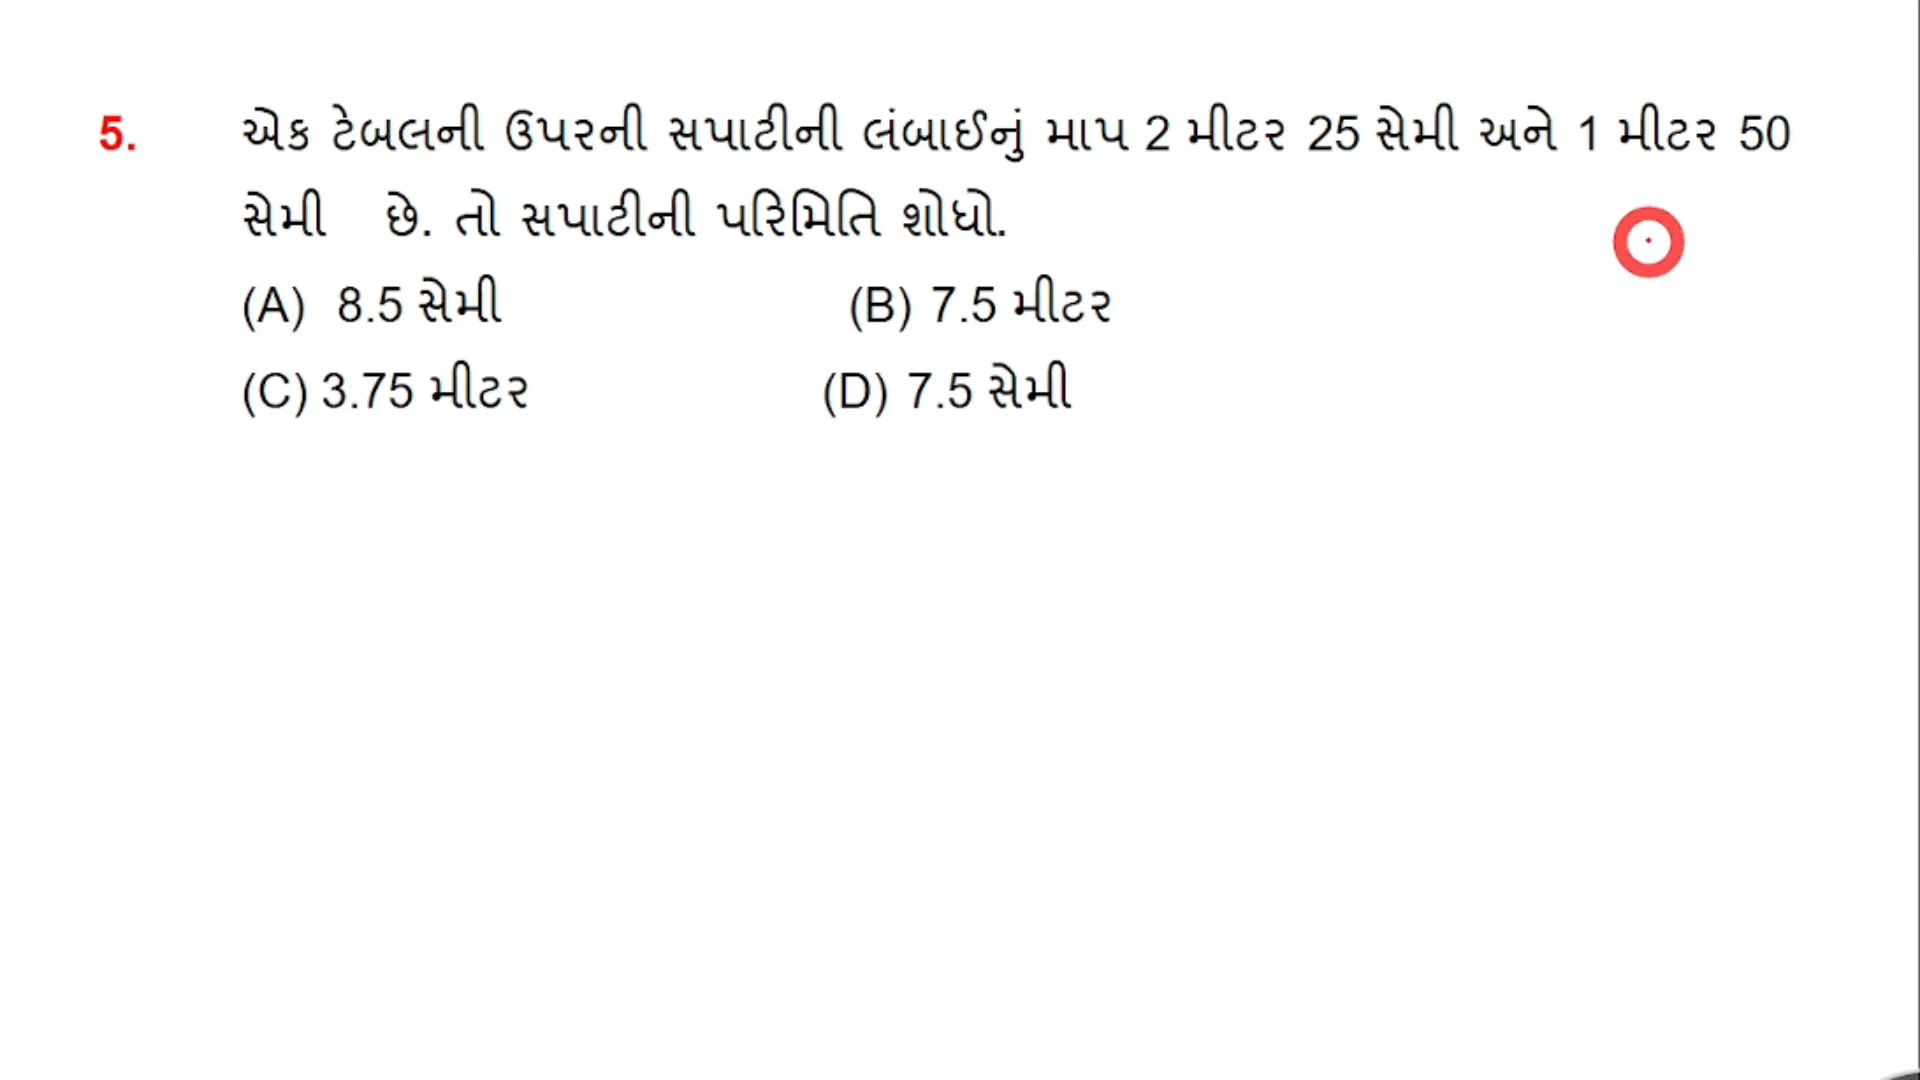 5. એક ટેબલની ઉપરની સપાટીની લંબાઈનું માપ 2 મીટર 25 સેમી અને 1 મીટર 50
સેમી છે. તો સપાટીની પરિમિતિ શોધો.
(A) 8.5 સેમી (B) 7.5 મીટર
(C) 3.75 મીટર (D) 7.5 સેમી